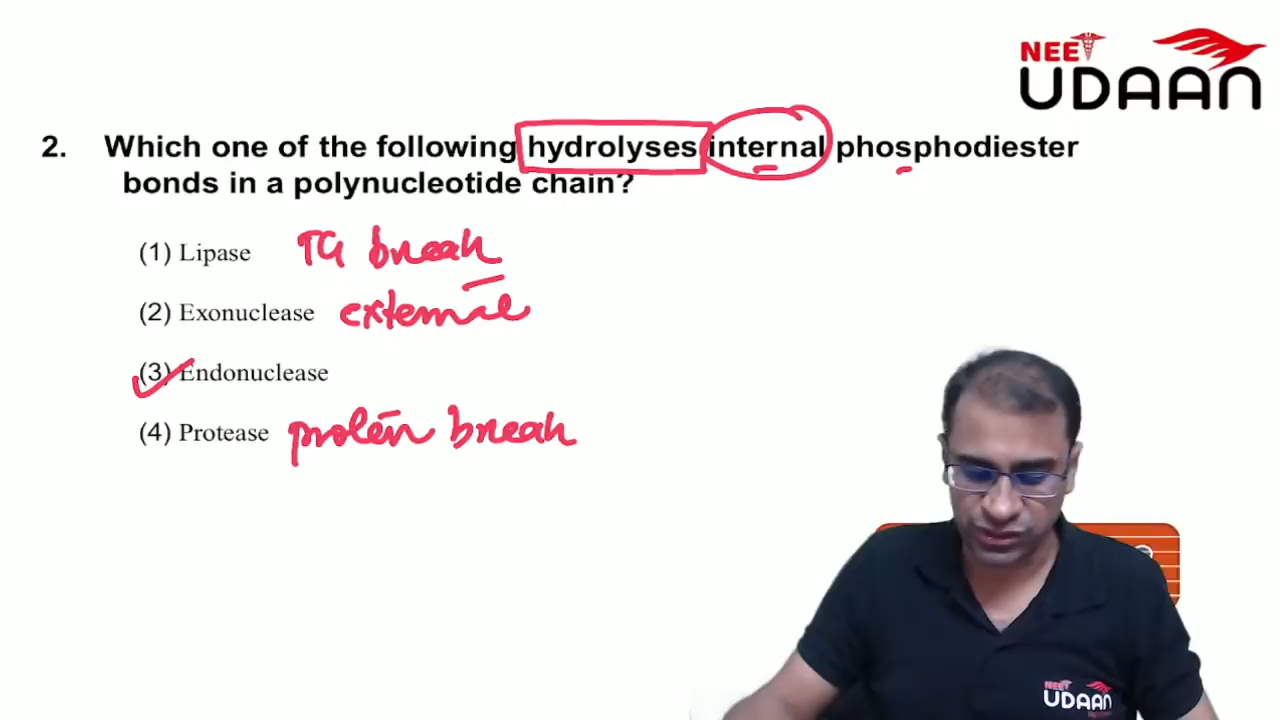 NEET
UDAAN
2. Which one of the following hydrolyses internal phosphodiester
bonds in a polynucleotide chain?
(1) Lipase TG break
(2) Exonuclease external
(3) Endonuclease
(4) Protease protein break
NEET
UDAAN